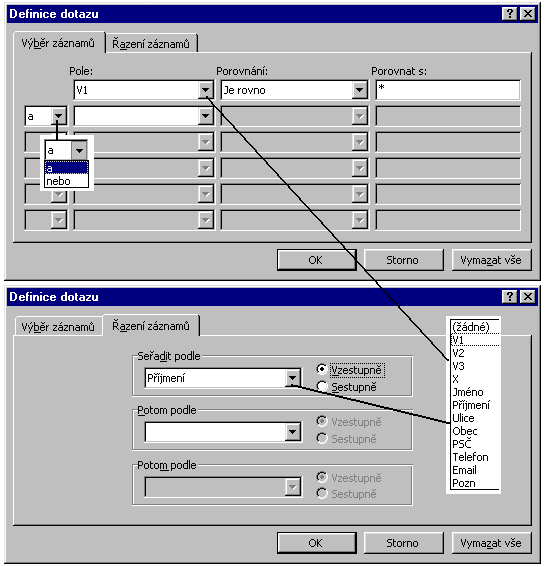 Definice dotazu
Výběr záznamů Řazení záznamů
Pole: Porovnání: Porovnat s:
V1 Je rovno *
a
a
a
nebo
OK Storno Vymazat vše
Definice dotazu
Výběr záznamů Řazení záznamů
Seřadit podle
Příjmení Vzestupně
Sestupně
Potom podle
Vzestupně
Sestupně
Potom podle
Vzestupně
Sestupně
(žádné)
V1
V2
V3
X
Jméno
Příjmení
Ulice
Obec
PSČ
Telefon
Email
Pozn
OK Storno Vymazat vše